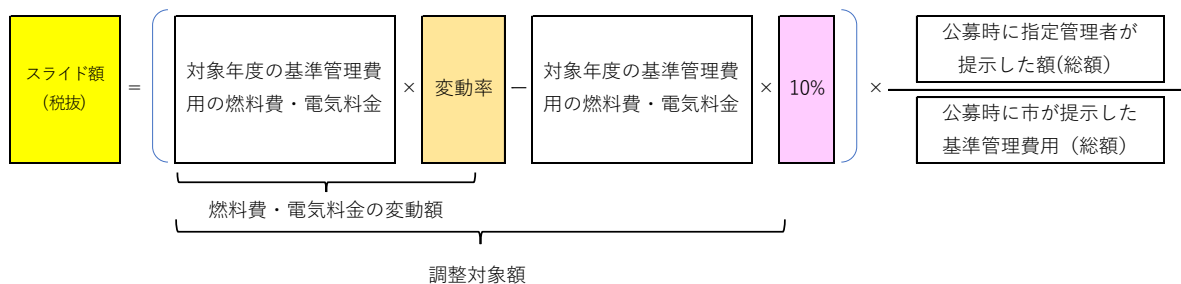 スライド額
(税抜)
＝
対象年度の基準管理費
用の燃料費・電気料金
×
変動率
－
対象年度の基準管理費
用の燃料費・電気料金
×
10%
×
公募時に指定管理者が
提示した額(総額)
公募時に市が提示した
基準管理費用（総額）
燃料費・電気料金の変動額
調整対象額